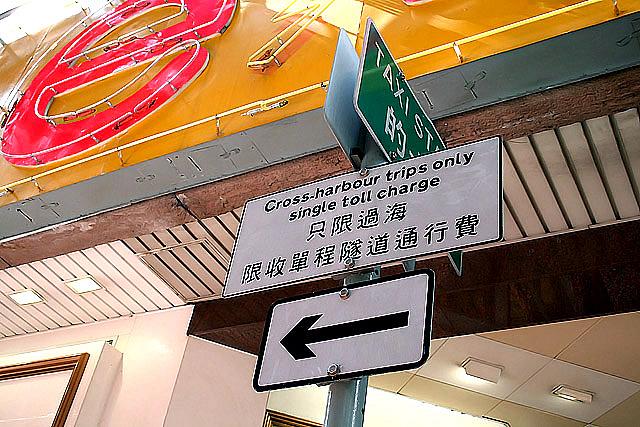 TAXI ST
的
Cross-harbour trips only
single toll charge
只限過海
限收單程隧道通行費